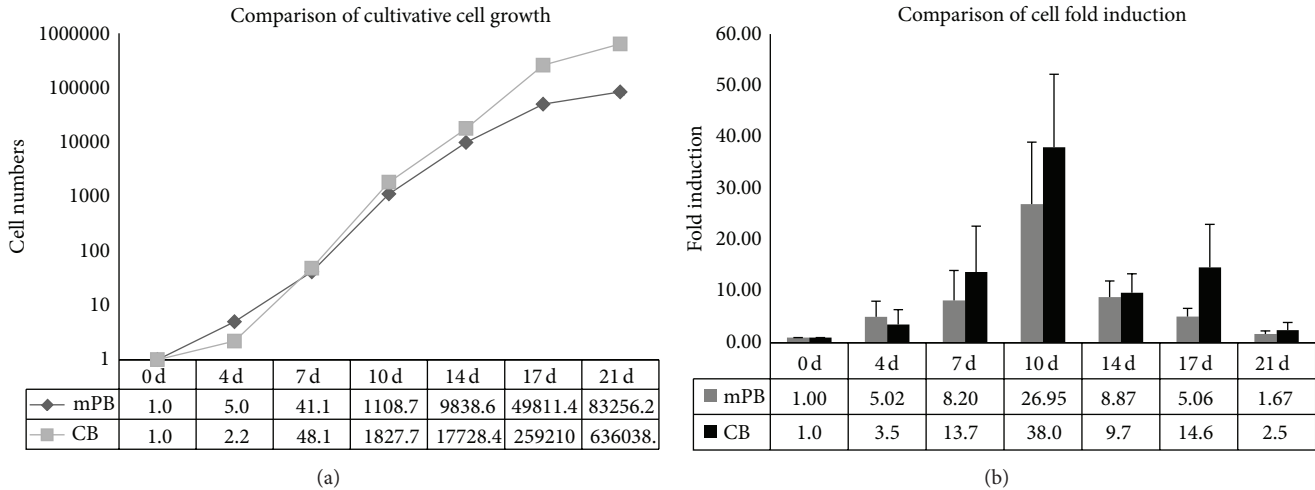 Comparison of cultivative cell growth
Cell numbers
1000000
100000
10000
1000
100
10
1
0 d 4 d 7 d 10 d 14 d 17 d 21 d
mPB 1.0 5.0 41.1 1108.7 9838.6 49811.4 83256.2
CB 1.0 2.2 48.1 1827.7 17728.4 259210 636038.
(a)
Comparison of cell fold induction
Fold induction
60.00
50.00
40.00
30.00
20.00
10.00
0.00
0 d 4 d 7 d 10 d 14 d 17 d 21 d
mPB 1.00 5.02 8.20 26.95 8.87 5.06 1.67
CB 1.0 3.5 13.7 38.0 9.7 14.6 2.5
(b)